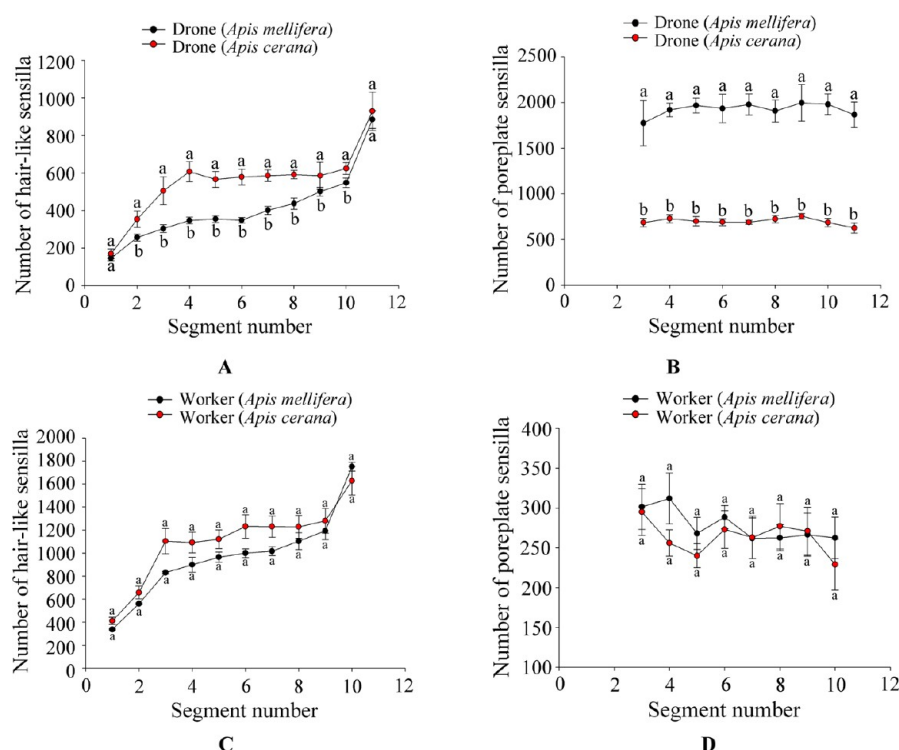 Drone (Apis mellifera)
Drone (Apis cerana)
Number of hair-like sensilla
1200
1000
800
600
400
200
0
a a a a a a a a a a a
a b b b b b b b b b a
0 2 4 6 8 10 12
Segment number
A
Drone (Apis mellifera)
Drone (Apis cerana)
Number of poreplate sensilla
2500
2000
1500
1000
500
0
a a a a a a a a a
b b b b b b b b b
0 2 4 6 8 10 12
Segment number
B
Worker (Apis mellifera)
Worker (Apis cerana)
Number of hair-like sensilla
2000
1800
1600
1400
1200
1000
800
600
400
200
0
a a a a a a a a a a
a a a a a a a a a a
0 2 4 6 8 10 12
Segment number
C
Worker (Apis mellifera)
Worker (Apis cerana)
Number of poreplate sensilla
400
350
300
250
200
150
100
a a a a a a a a
a a a a a a a a
0 2 4 6 8 10 12
Segment number
D